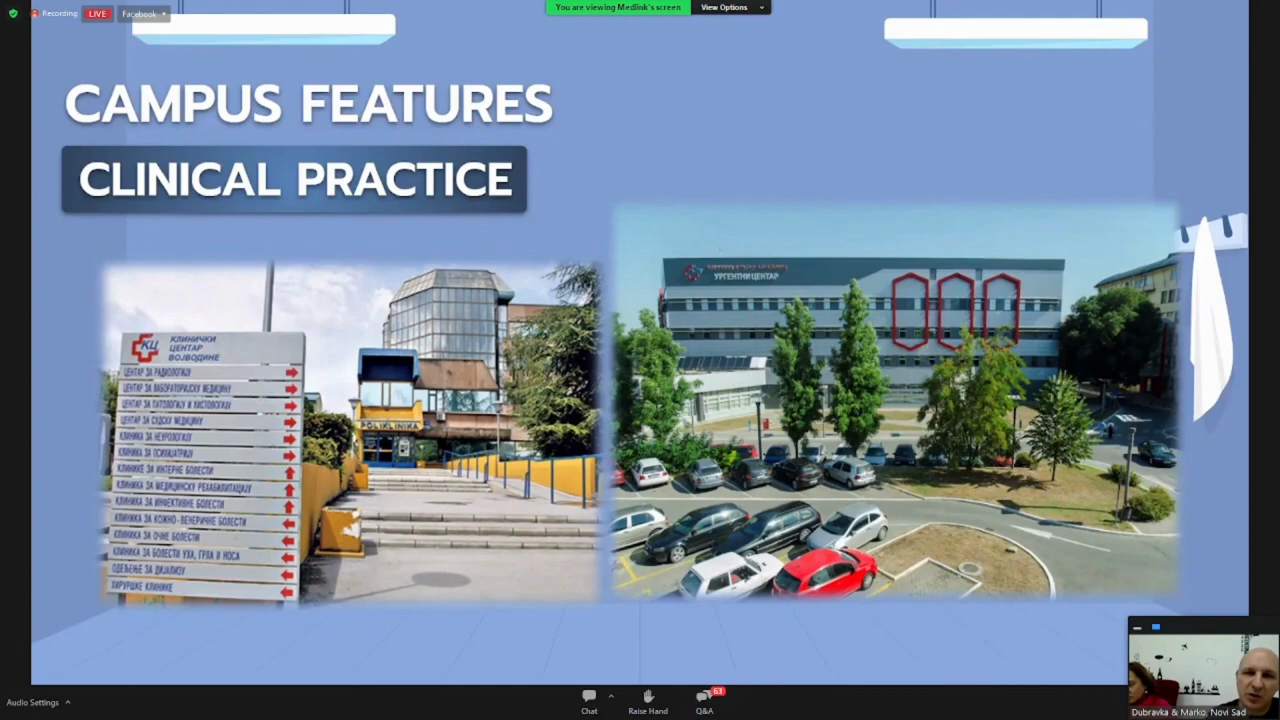 Recording
LIVE
Facebook
You are viewing Medlink's screen
View Options
CAMPUS FEATURES
CLINICAL PRACTICE
КЦ
КЛИНИЧКИ
ЦЕНТАР
ВОЈВОДИНЕ
ЦЕНТАР ЗА РАДИОЛОГИЈУ
ЦЕНТАР ЗА ЛАБОРАТОРИЈСКУ МЕДИЦИНУ
ЦЕНТАР ЗА ПАТОЛОГИЈУ И ХИСТОЛОГИЈУ
ЦЕНТАР ЗА СУДСКУ МЕДИЦИНУ
КЛИНИКА ЗА НЕУРОЛОГИЈУ
КЛИНИКА ЗА ПСИХИЈАТРИЈУ
КЛИНИКЕ ЗА ИНТЕРНЕ БОЛЕСТИ
КЛИНИКА ЗА МЕДИЦИНСКУ РЕХАБИЛИТАЦИЈУ
КЛИНИКА ЗА ИНФЕКТИВНЕ БОЛЕСТИ
КЛИНИКА ЗА КОЖНО-ВЕНЕРИЧНЕ БОЛЕСТИ
КЛИНИКА ЗА ОЧНЕ БОЛЕСТИ
КЛИНИКА ЗА БОЛЕСТИ УХА, ГРЛА И НОСА
ОДЕЉЕЊЕ ЗА ДИЈАЛИЗУ
ХИРУРШКЕ КЛИНИКЕ
POLIKLINIKA
УРГЕНТНИ ЦЕНТАР
Dubravka & Marko, Novi Sad
Audio Settings
Chat
Raise Hand
Q&A
63